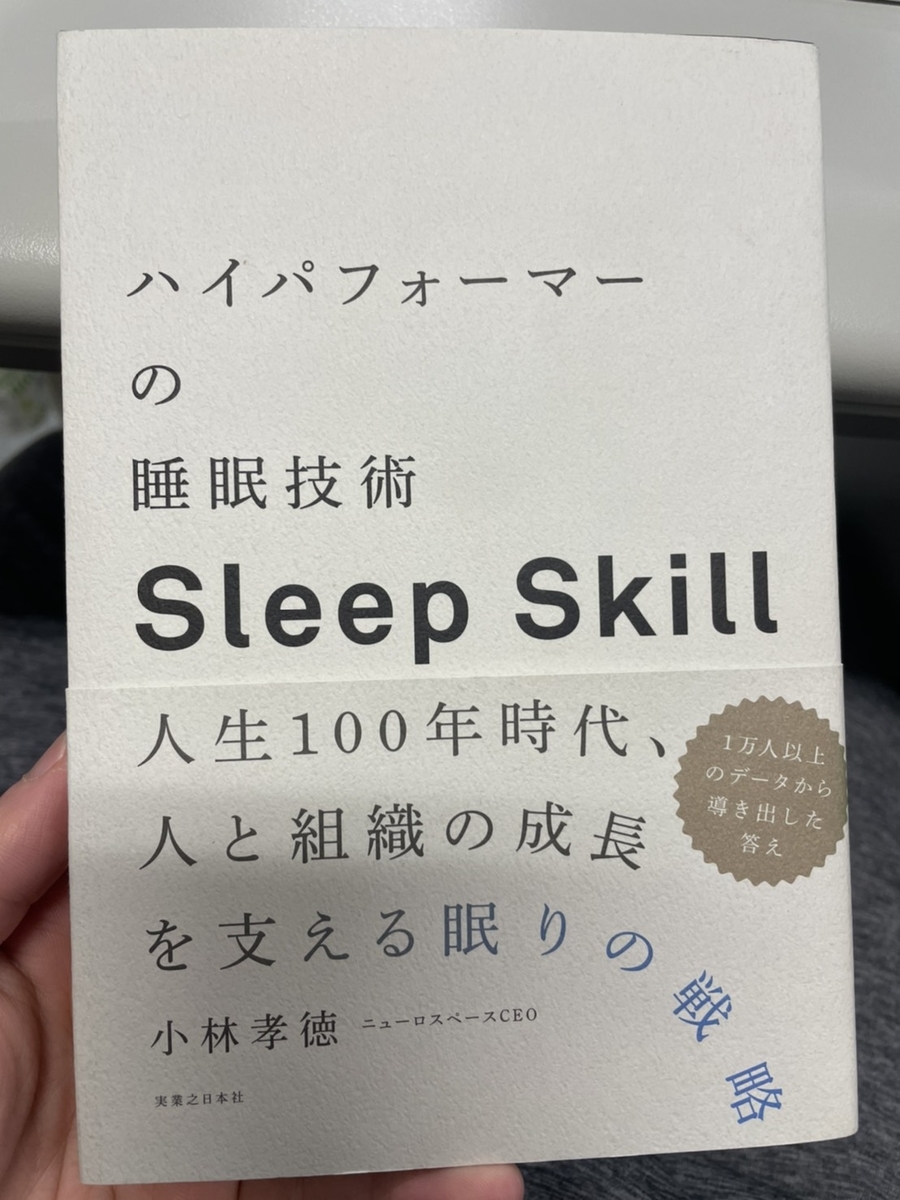 ハイパフォーマー
の
睡眠技術
Sleep Skill
人生100年時代、
人と組織の成長
を支える眠りの戦略
1万人以上
のデータから
導き出した
答え
小林孝徳 ニューロスペースCEO
実業之日本社